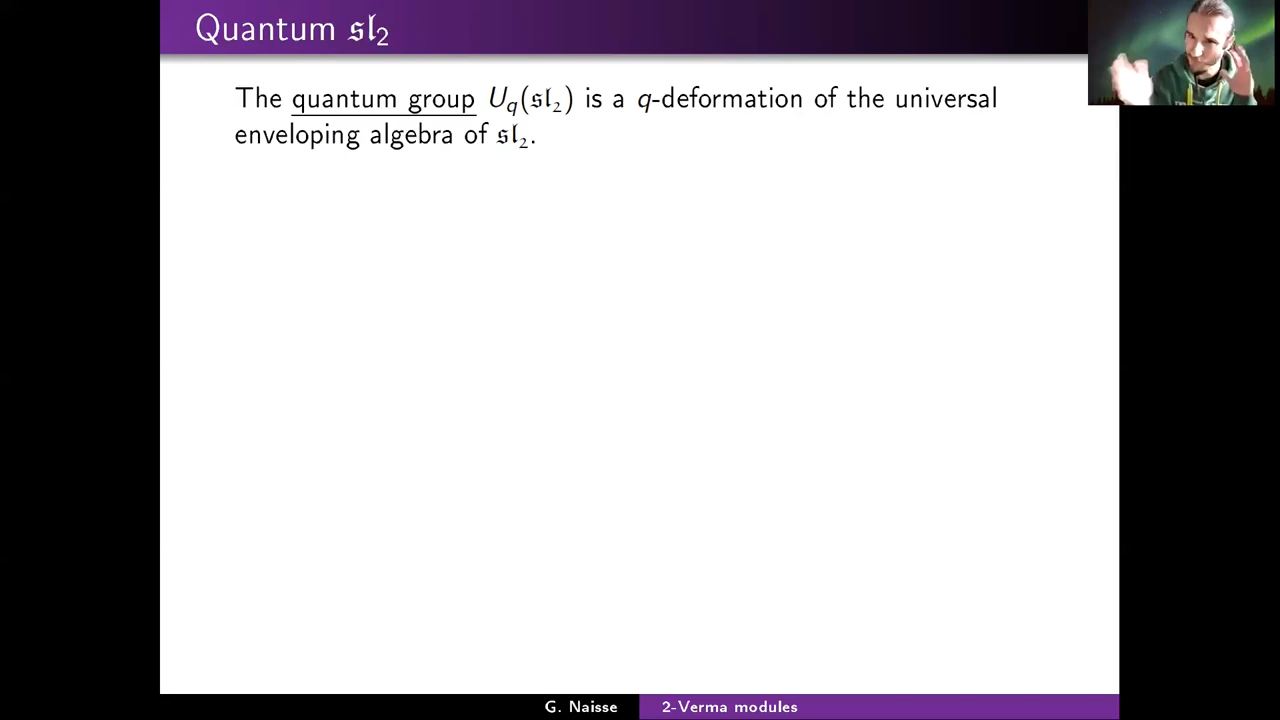 Quantum 𝔰𝔩₂
The quantum group U_q(𝔰𝔩₂) is a q-deformation of the universal
enveloping algebra of 𝔰𝔩₂.
G. Naisse 2-Verma modules